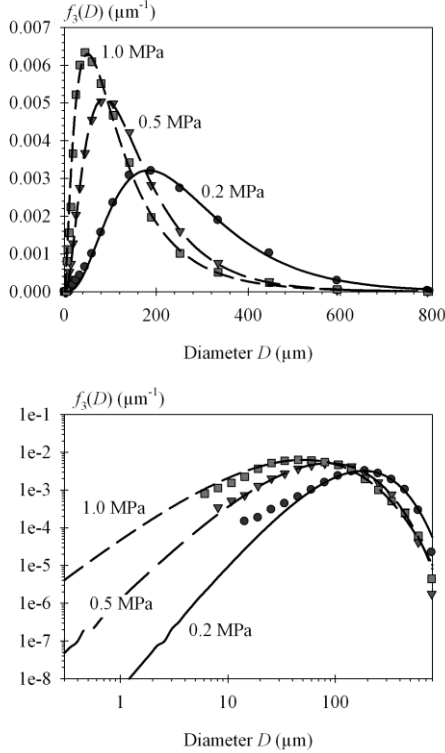 f₃(D) (µm⁻¹)
0.007
0.006
0.005
0.004
0.003
0.002
0.001
0.000
1.0 MPa
0.5 MPa
0.2 MPa
0 200 400 600 800
Diameter D (µm)
f₃(D) (µm⁻¹)
1e-1
1e-2
1e-3
1e-4
1e-5
1e-6
1e-7
1e-8
1.0 MPa
0.5 MPa
0.2 MPa
1 10 100
Diameter D (µm)